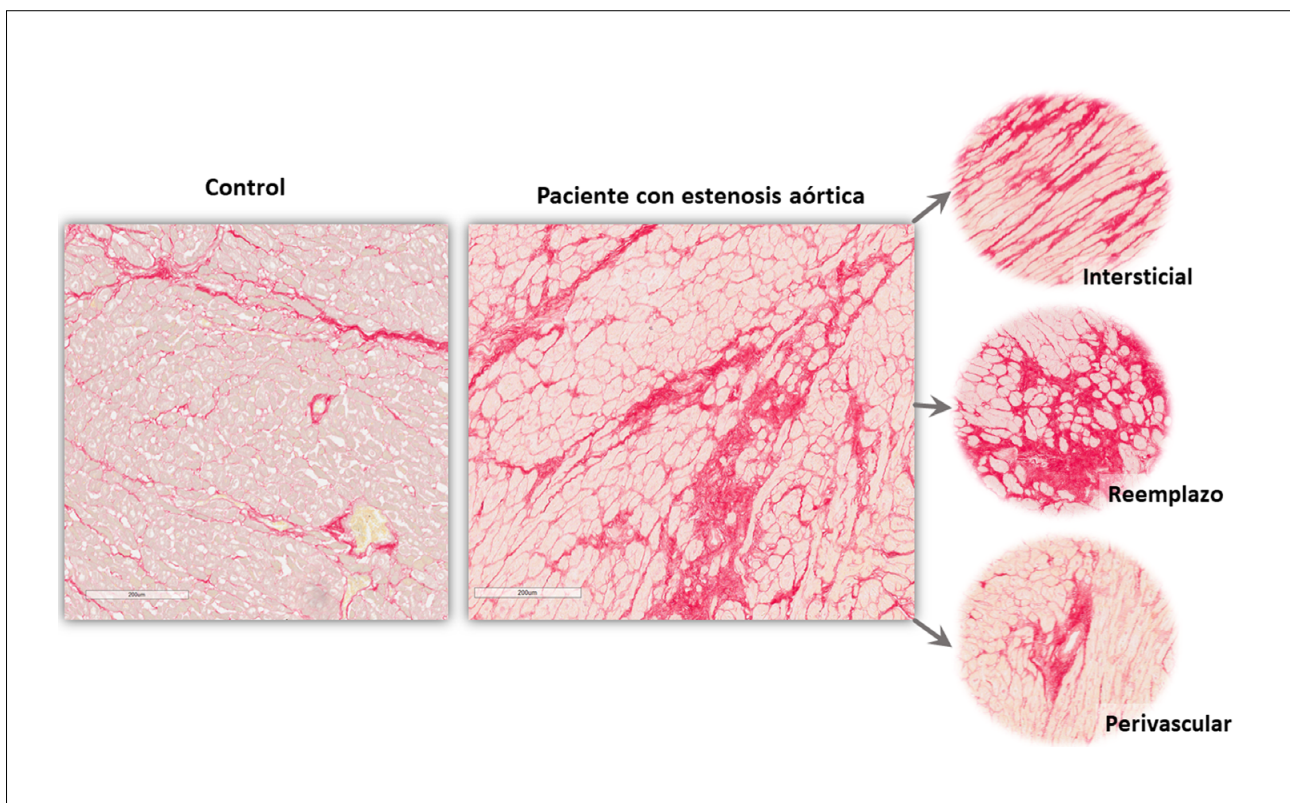 Control
Paciente con estenosis aórtica
Intersticial
Reemplazo
Perivascular
200um
200um